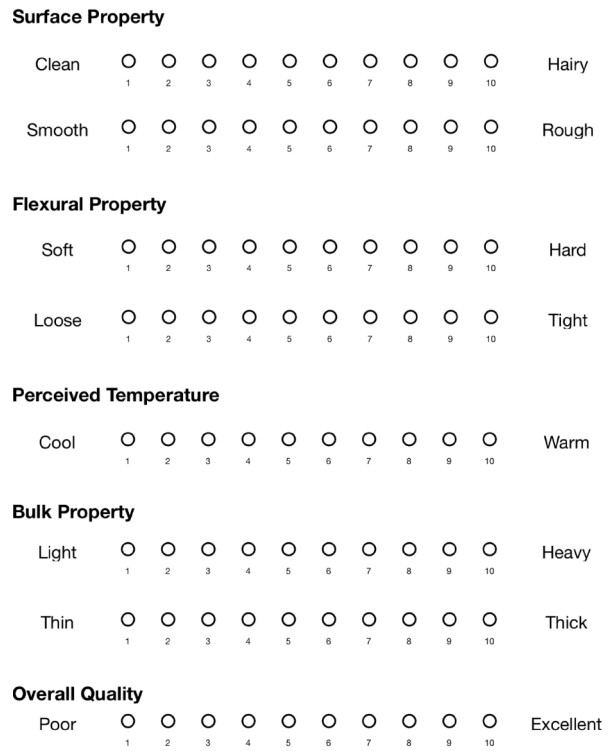 Surface Property
Clean Hairy
1 2 3 4 5 6 7 8 9 10
Smooth Rough
1 2 3 4 5 6 7 8 9 10
Flexural Property
Soft Hard
1 2 3 4 5 6 7 8 9 10
Loose Tight
1 2 3 4 5 6 7 8 9 10
Perceived Temperature
Cool Warm
1 2 3 4 5 6 7 8 9 10
Bulk Property
Light Heavy
1 2 3 4 5 6 7 8 9 10
Thin Thick
1 2 3 4 5 6 7 8 9 10
Overall Quality
Poor Excellent
1 2 3 4 5 6 7 8 9 10